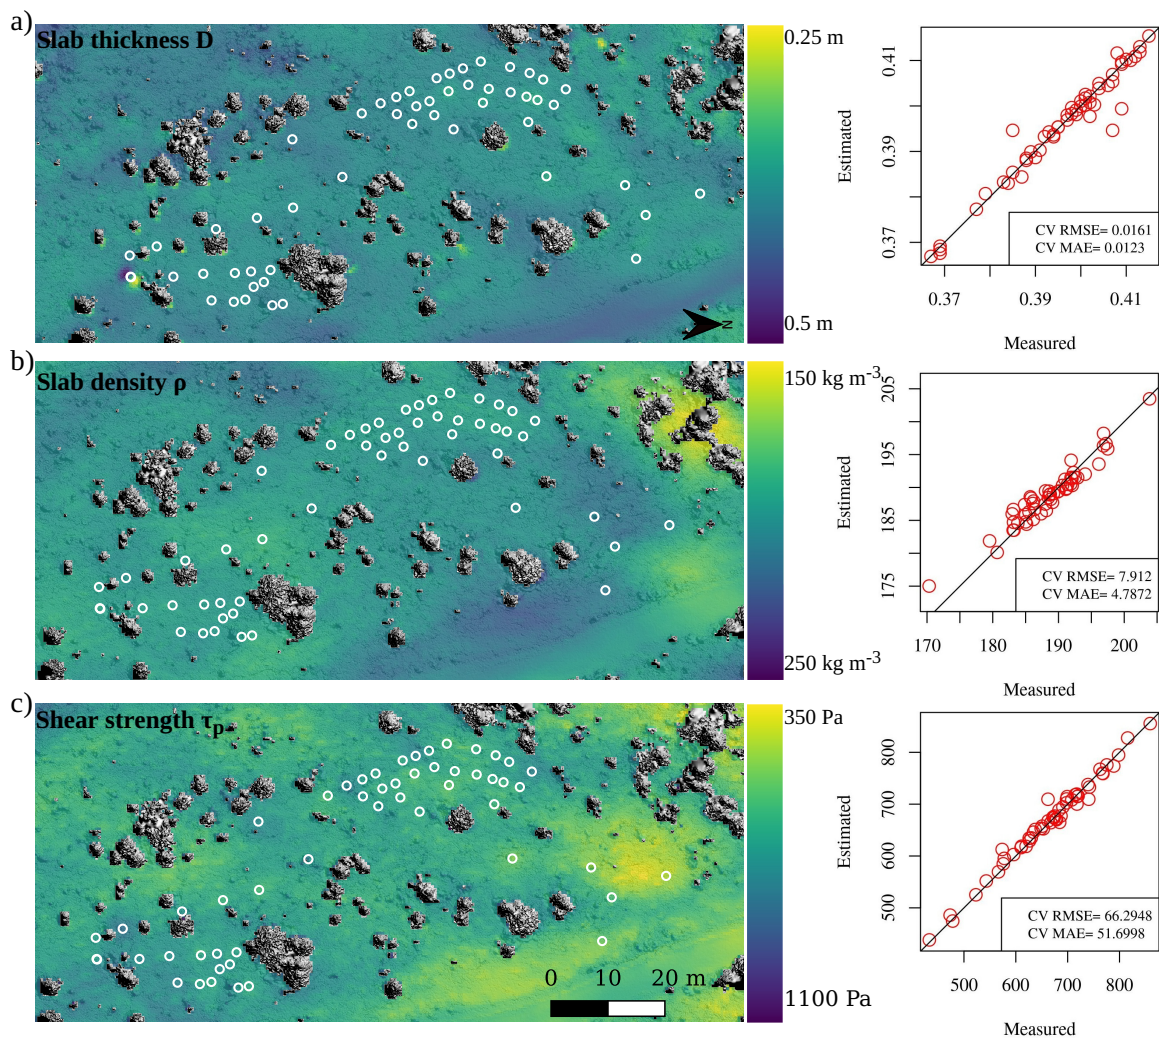 a)
Slab thickness D
0.25 m
0.5 m
N
Estimated
0.37
0.39
0.41
CV RMSE= 0.0161
CV MAE= 0.0123
0.37
0.39
0.41
Measured
b)
Slab density ρ
150 kg m-3
250 kg m-3
Estimated
175
185
195
205
CV RMSE= 7.912
CV MAE= 4.7872
170
180
190
200
Measured
c)
Shear strength τp
350 Pa
1100 Pa
0
10
20 m
Estimated
500
600
700
800
CV RMSE= 66.2948
CV MAE= 51.6998
500
600
700
800
Measured